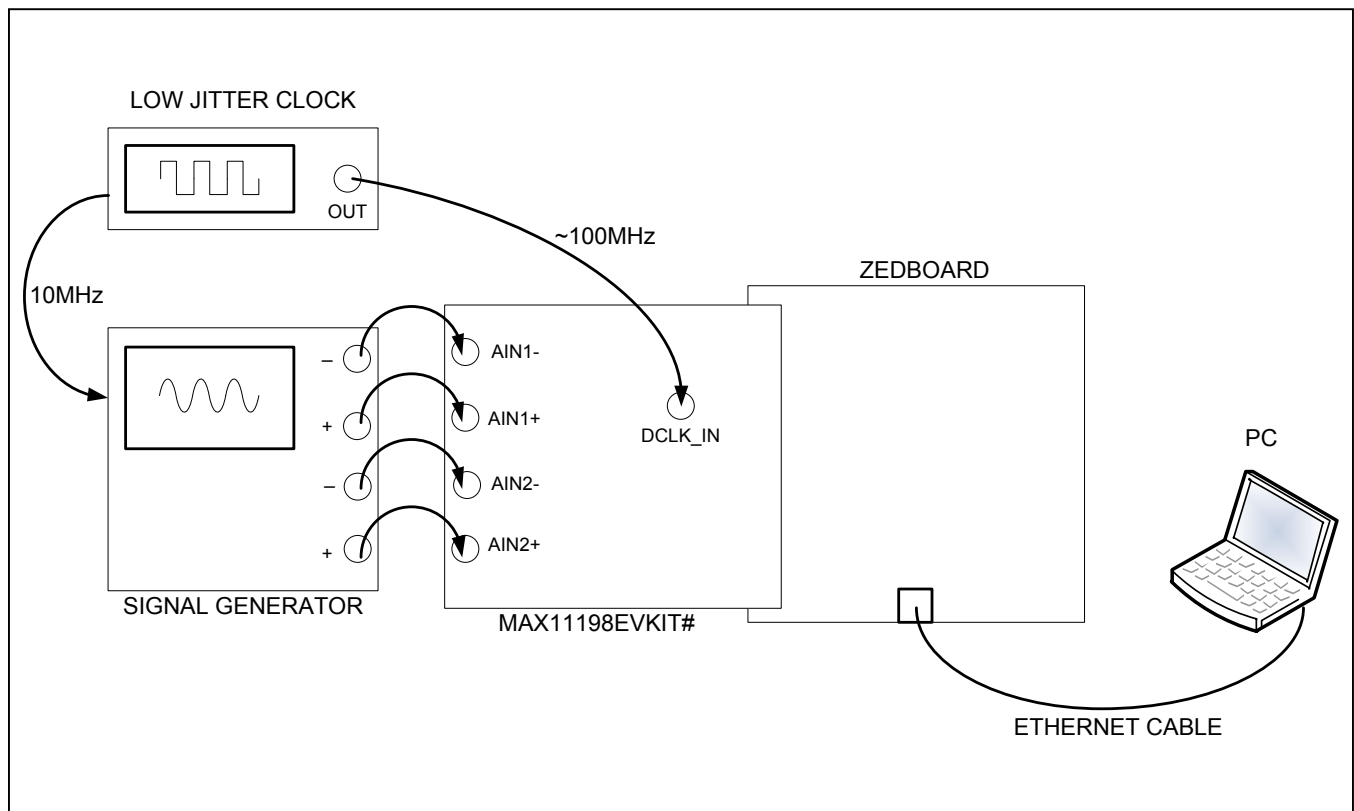 LOW JITTER CLOCK
OUT
~100MHz
ZEDBOARD
10MHz
– AIN1-
+ AIN1+
DCLK_IN
PC
– AIN2-
+ AIN2+
SIGNAL GENERATOR
MAX11198EVKIT#
ETHERNET CABLE